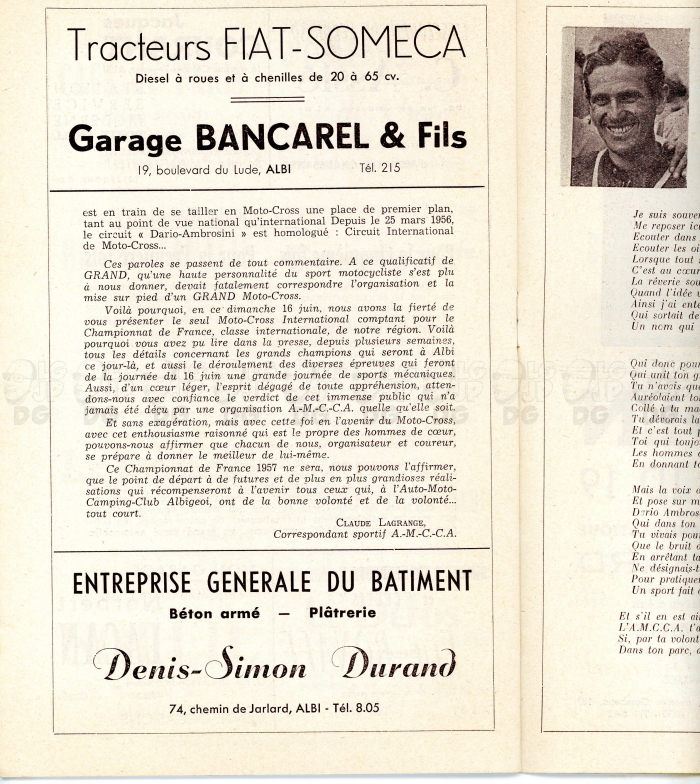 Tracteurs FIAT-SOMECA
Diesel à roues et à chenilles de 20 à 65 cv.
Garage BANCAREL & Fils
19, boulevard du Lude, ALBI Tél. 215
est en train de se tailler en Moto-Cross une place de premier plan,
tant au point de vue national qu'international Depuis le 25 mars 1956,
le circuit « Dario-Ambrosini » est homologué : Circuit International
de Moto-Cross...
Ces paroles se passent de tout commentaire. A ce qualificatif de
GRAND, qu'une haute personnalité du sport motocycliste s'est plu
à nous donner, devait fatalement correspondre l'organisation et la
mise sur pied d'un GRAND Moto-Cross.
Voilà pourquoi, en ce dimanche 16 juin, nous avons la fierté de
vous présenter le seul Moto-Cross International comptant pour le
Championnat de France, classe internationale, de notre région. Voilà
pourquoi vous avez pu lire dans la presse, depuis plusieurs semaines,
tous les détails concernant les grands champions qui seront à Albi
ce jour-là, et aussi le déroulement des diverses épreuves qui feront
de la journée du 16 juin une grande journée de sports mécaniques.
Aussi, d'un cœur léger, l'esprit dégagé de toute appréhension, atten-
dons-nous avec confiance le verdict de cet immense public qui n'a
jamais été déçu par une organisation A.-M.-C.-C.A. quelle qu'elle soit.
Et sans exagération, mais avec cette foi en l'avenir du Moto-Cross,
avec cet enthousiasme raisonné qui est le propre des hommes de cœur,
pouvons-nous affirmer que chacun de nous, organisateur et coureur,
se prépare à donner le meilleur de lui-même.
Ce Championnat de France 1957 ne sera, nous pouvons l'affirmer,
que le point de départ à de futures et de plus en plus grandioses réali-
sations qui récompenseront à l'avenir tous ceux qui, à l'Auto-Moto-
Camping-Club Albigeoi, ont de la bonne volonté et de la volonté...
tout court.
CLAUDE LAGRANGE,
Correspondant sportif A.-M.-C.-C.A.
ENTREPRISE GENERALE DU BATIMENT
Béton armé — Plâtrerie
Denis-Simon Durand
74, chemin de Jarlard, ALBI - Tél. 8.05
Je suis souve
Me reposer ic
Ecouter dans
Ecouter les oi
Lorsque tout
C'est au cœu
La rêverie sou
Quand l'idée
Ainsi j'ai ente
Qui sortait de
Un nom qui
Qui donc pou
Qui unit ton g
Tu n'avais que
Auréolaient to
Collé à ta ma
Tu dévorais la
Et c'est tout p
Toi qui toujo
Les hommes
En donnant t
Mais la voix d
Et pose sur m
Dario Ambros
Qui dans ton
Tu vivais pour
Que le bruit
En arrêtant ta
Ne désignais-t
Pour pratique
Un sport fait
Et s'il en est ai
L'A.M.C.C.A. t'a
Si, par ta volont
Dans ton parc,
DG
DG
DG
DG